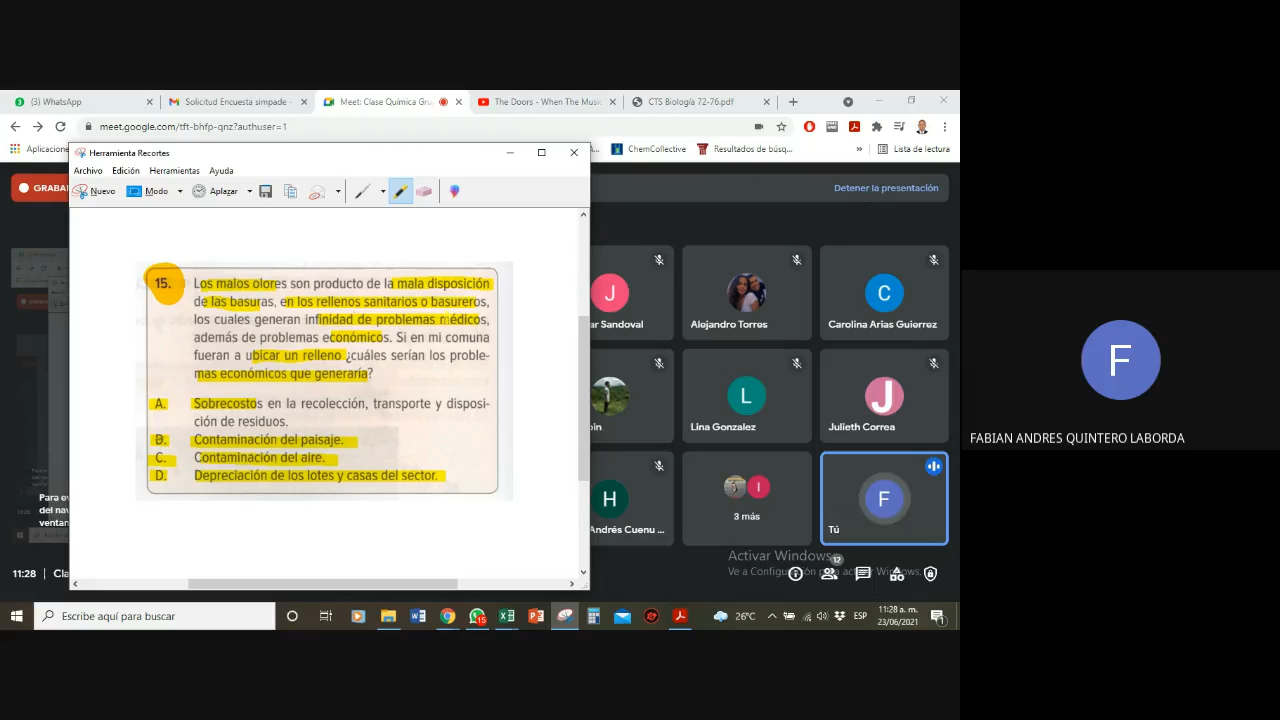 (3) WhatsApp
Solicitud Encuesta simpade -
Meet: Clase Química Gru
The Doors - When The Music
CTS Biología 72-76.pdf
meet.google.com/tft-bhfp-qnz?authuser=1
Aplicacione
ChemCollective
Resultados de búsq...
Lista de lectura
Herramienta Recortes
Archivo Edición Herramientas Ayuda
Nuevo Modo Aplazar
GRABA
Detener la presentación
15. Los malos olores son producto de la mala disposición
de las basuras, en los rellenos sanitarios o basureros,
los cuales generan infinidad de problemas médicos,
además de problemas económicos. Si en mi comuna
fueran a ubicar un relleno ¿cuáles serían los proble-
mas económicos que generaría?
A. Sobrecostos en la recolección, transporte y disposi-
ción de residuos.
B. Contaminación del paisaje.
C. Contaminación del aire.
D. Depreciación de los lotes y casas del sector.
J
ar Sandoval
Alejandro Torres
C
Carolina Arias Guierrez
L
Lina Gonzalez
J
Julieth Correa
H
Andrés Cuenu ...
I
3 más
F
Tú
Para ev
del nav
ventan
Activar Windows
Ve a Configuración para activar Windows.
12
11:28 | Cla
Escribe aquí para buscar
15
26°C
ESP
11:28 a. m.
23/06/2021
1
F
FABIAN ANDRES QUINTERO LABORDA